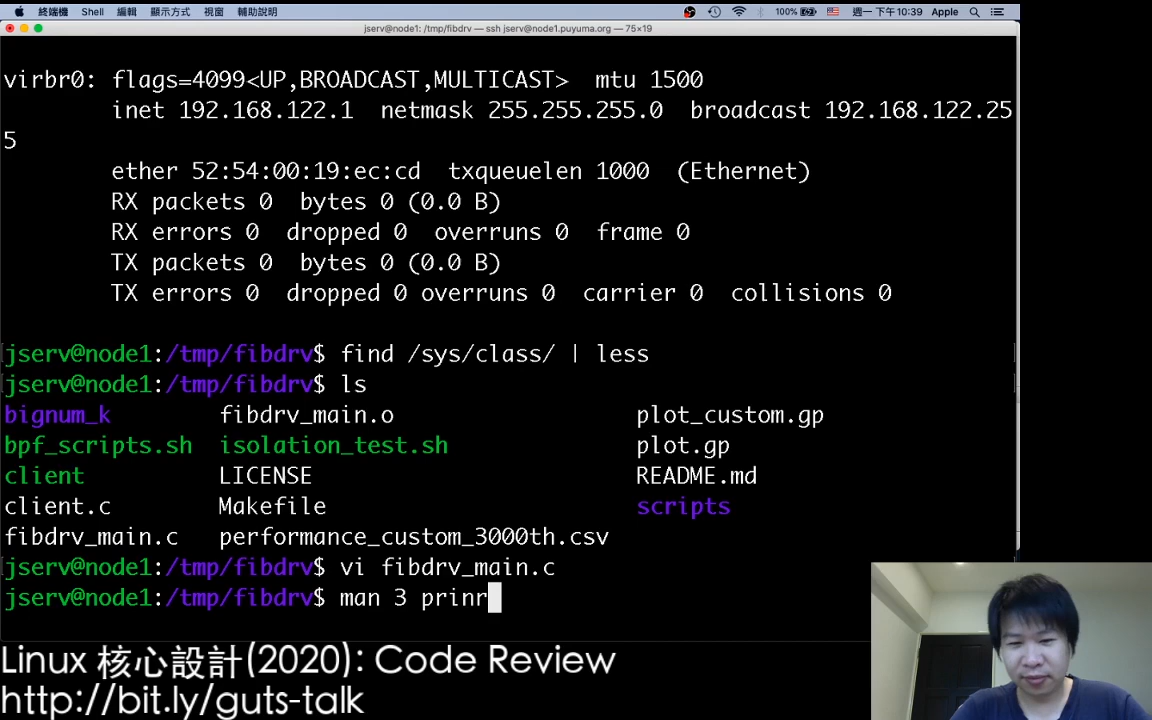 終端機 Shell 編輯 顯示方式 視窗 輔助說明 100% 週一 下午10:39 Apple
jserv@node1: /tmp/fibdrv — ssh jserv@node1.puyuma.org — 75×19
virbr0: flags=4099<UP,BROADCAST,MULTICAST>  mtu 1500
inet 192.168.122.1  netmask 255.255.255.0  broadcast 192.168.122.25
5
ether 52:54:00:19:ec:cd  txqueuelen 1000  (Ethernet)
RX packets 0  bytes 0 (0.0 B)
RX errors 0  dropped 0  overruns 0  frame 0
TX packets 0  bytes 0 (0.0 B)
TX errors 0  dropped 0 overruns 0  carrier 0  collisions 0
[jserv@node1:/tmp/fibdrv$ find /sys/class/ | less ]
[jserv@node1:/tmp/fibdrv$ ls ]
bignum_k fibdrv_main.o plot_custom.gp
bpf_scripts.sh isolation_test.sh plot.gp
client LICENSE README.md
client.c Makefile scripts
fibdrv_main.c performance_custom_3000th.csv
jserv@node1:/tmp/fibdrv$ vi fibdrv_main.c
jserv@node1:/tmp/fibdrv$ man 3 prinr
Linux 核心設計(2020): Code Review
http://bit.ly/guts-talk